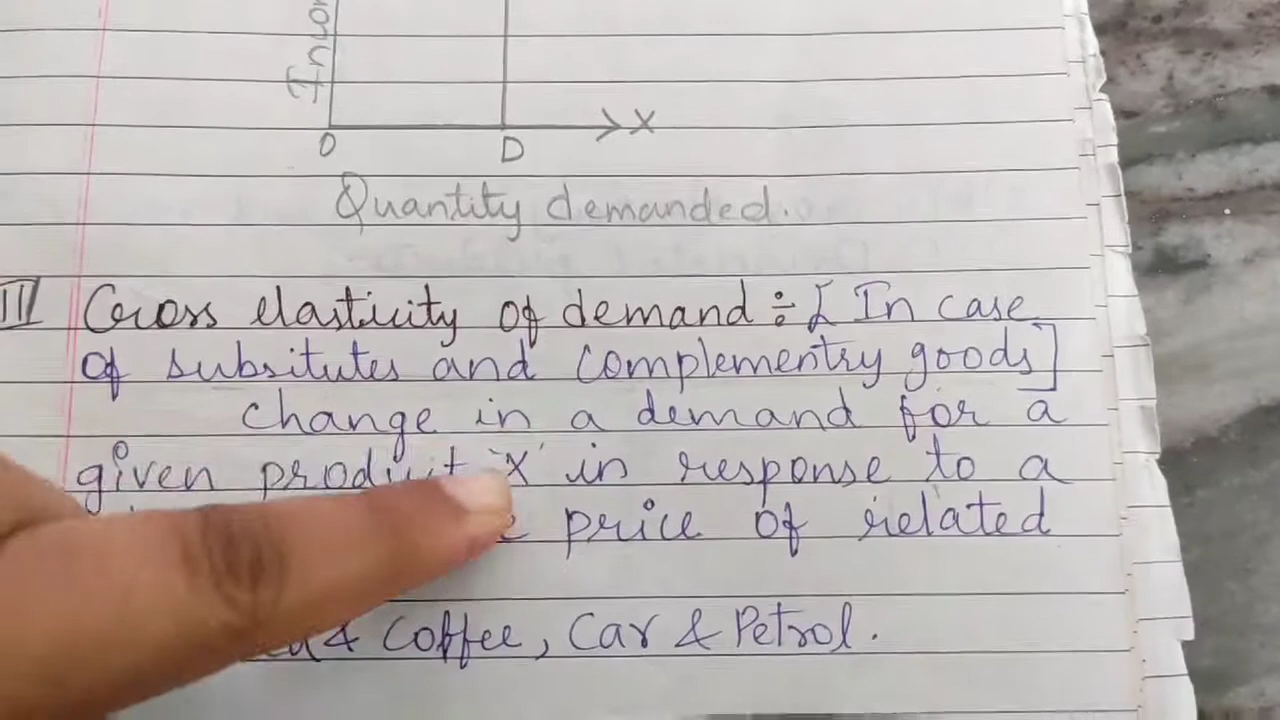 Incom
O D X
Quantity demanded.
III Cross elasticity of demand ÷ [ In case
of subsitutes and complementry goods]
change in a demand for a
given product 'X' in response to a
price of related
& Coffee, Car & Petrol.